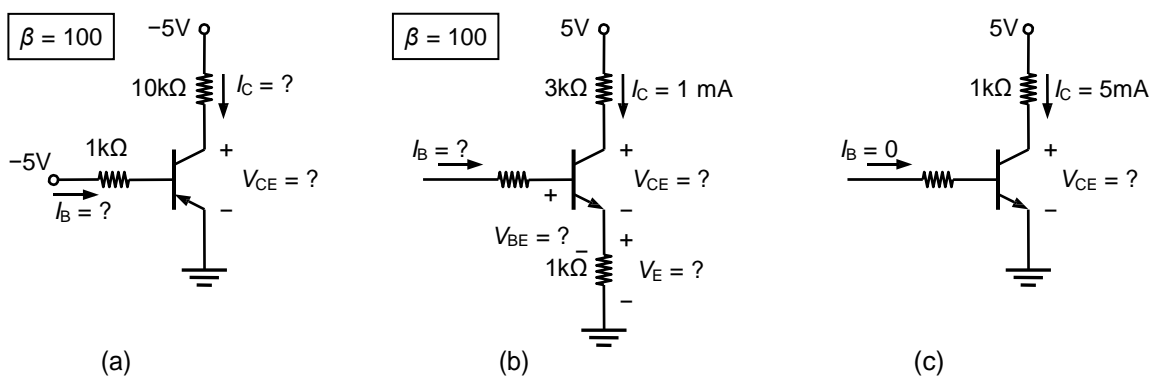 β = 100
−5V
10kΩ
I_C = ?
1kΩ
−5V
I_B = ?
+
V_CE = ?
−
(a)
β = 100
5V
3kΩ
I_C = 1 mA
I_B = ?
+
+
V_CE = ?
−
V_BE = ?
−
1kΩ
+
V_E = ?
−
(b)
5V
1kΩ
I_C = 5mA
I_B = 0
+
V_CE = ?
−
(c)